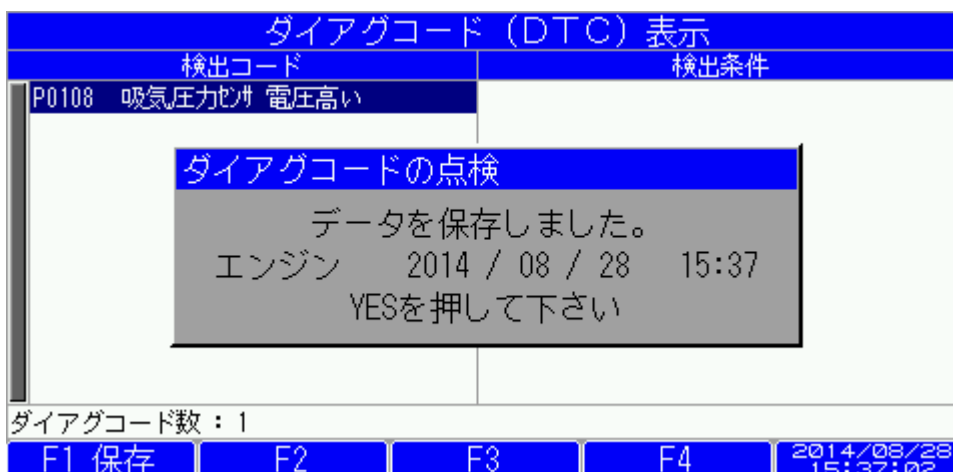 ダイアグコード（DTC）表示
検出コード 検出条件
P0108 吸気圧力ｾﾝｻ 電圧高い
ダイアグコードの点検
データを保存しました。
エンジン 2014 / 08 / 28 15:37
YESを押して下さい
ダイアグコード数：1
F1 保存 F2 F3 F4 2014/08/28
15:37:03